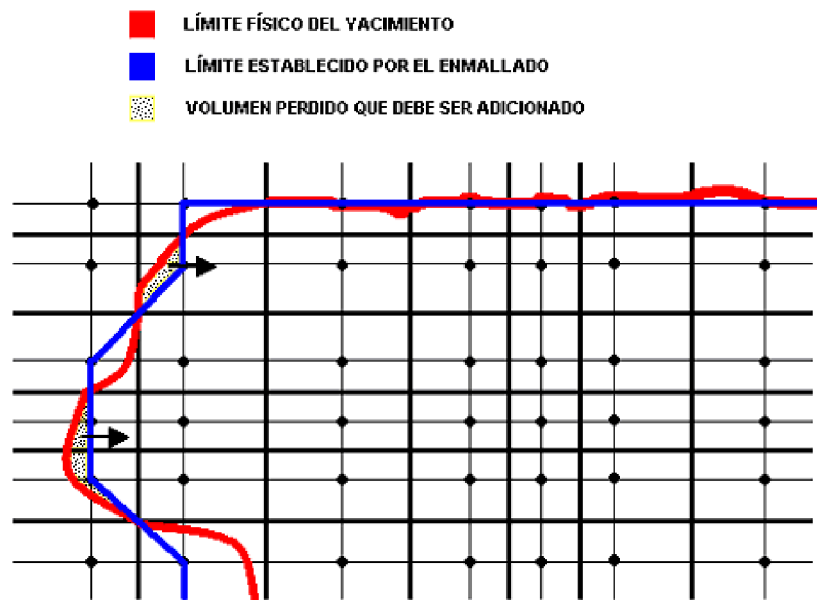 LÍMITE FÍSICO DEL YACIMIENTO
LÍMITE ESTABLECIDO POR EL ENMALLADO
VOLUMEN PERDIDO QUE DEBE SER ADICIONADO